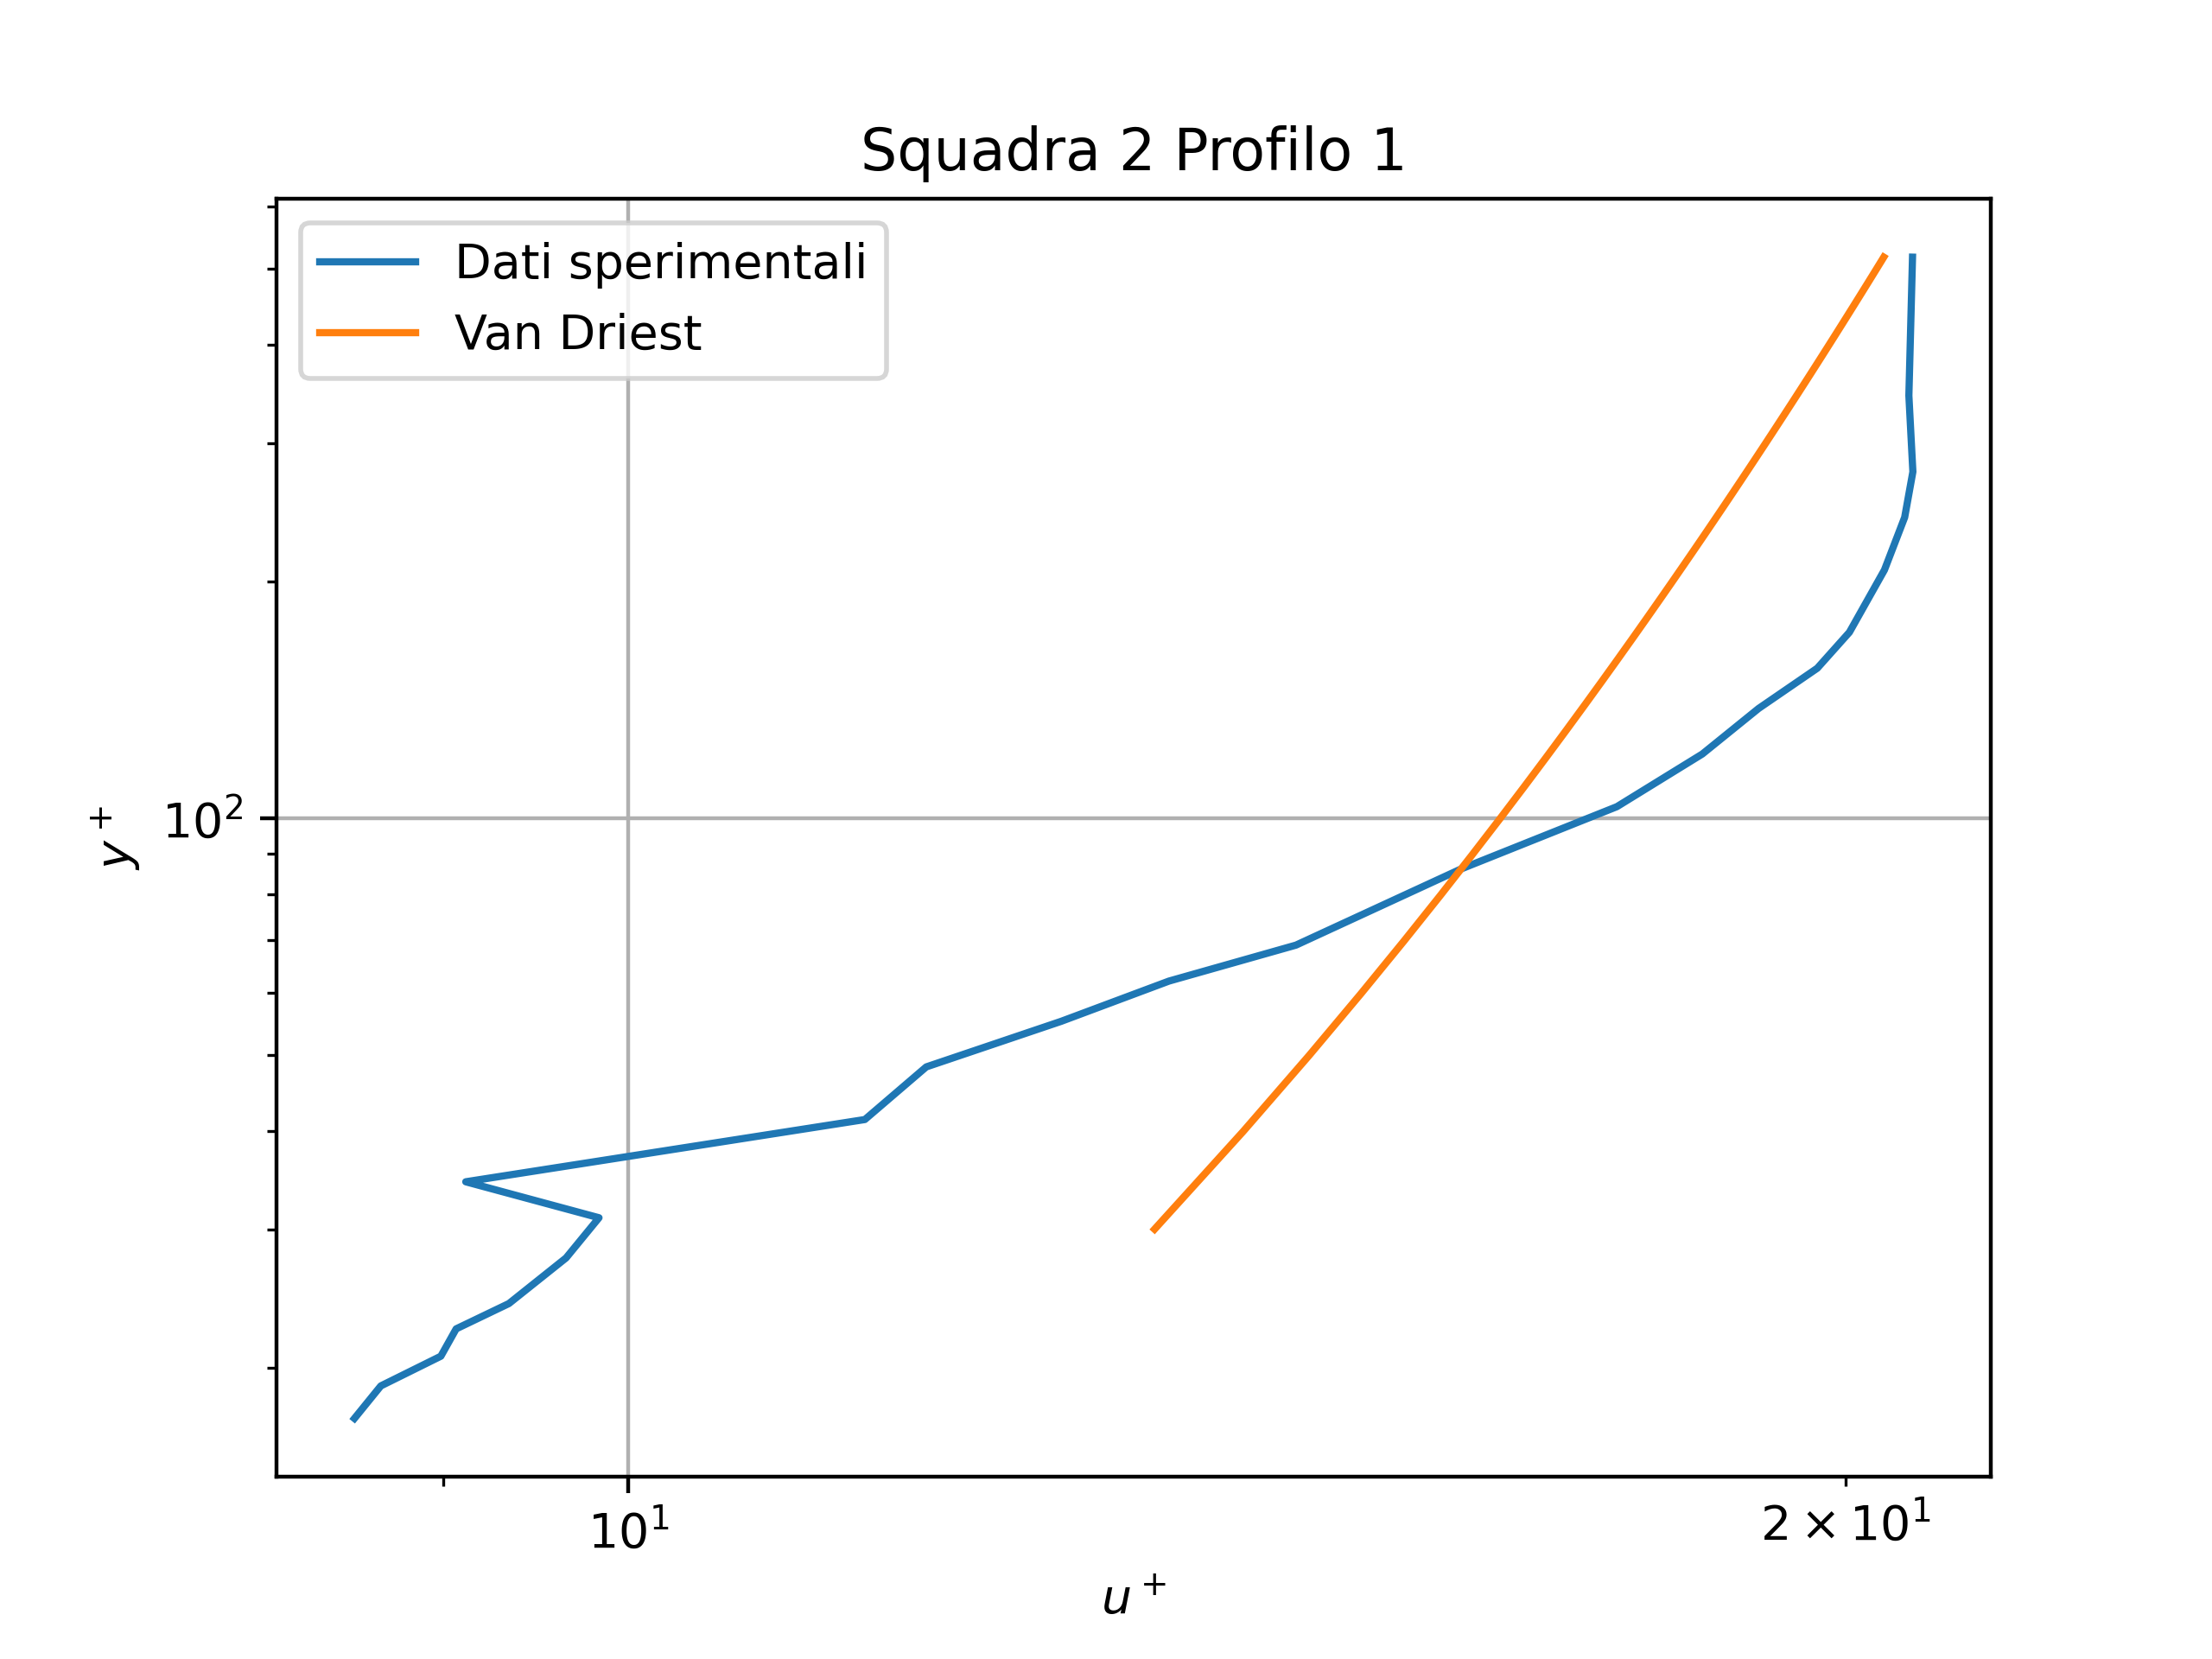 Squadra 2 Profilo 1
Dati sperimentali
Van Driest
y⁺
10²
10¹
2 × 10¹
u⁺